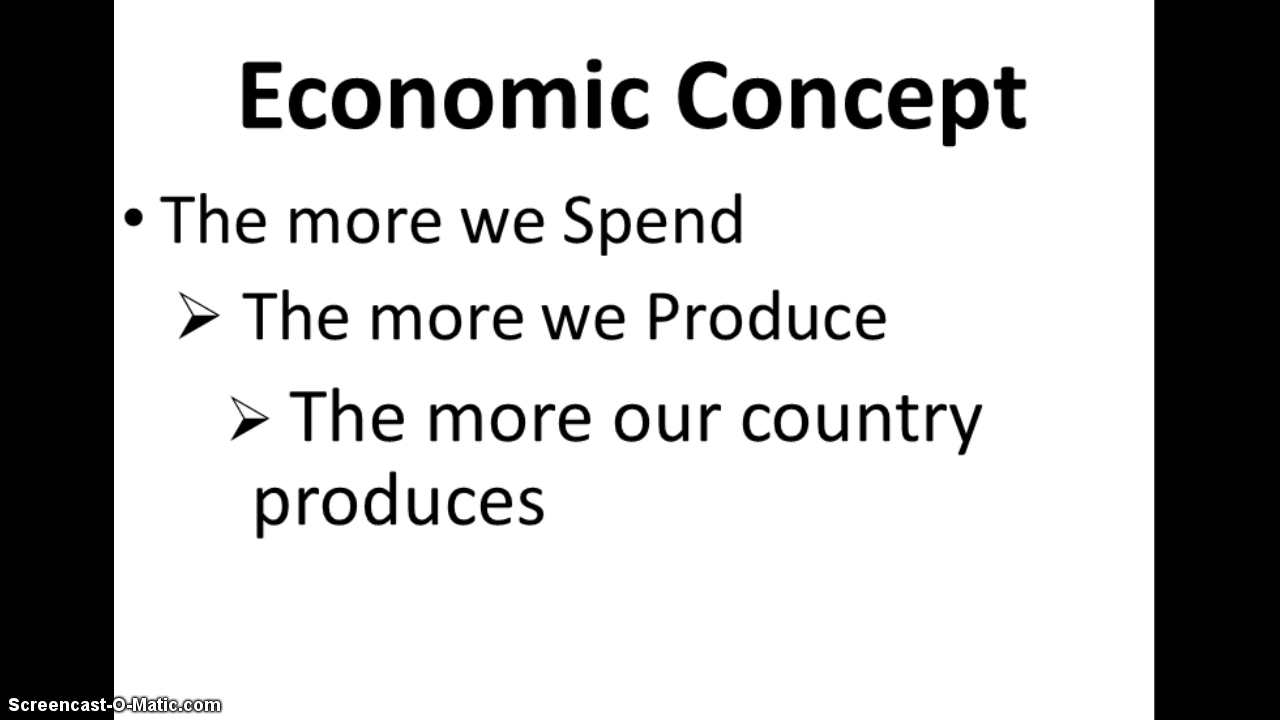 Economic Concept
• The more we Spend
➢ The more we Produce
➢ The more our country
produces
Screencast-O-Matic.com